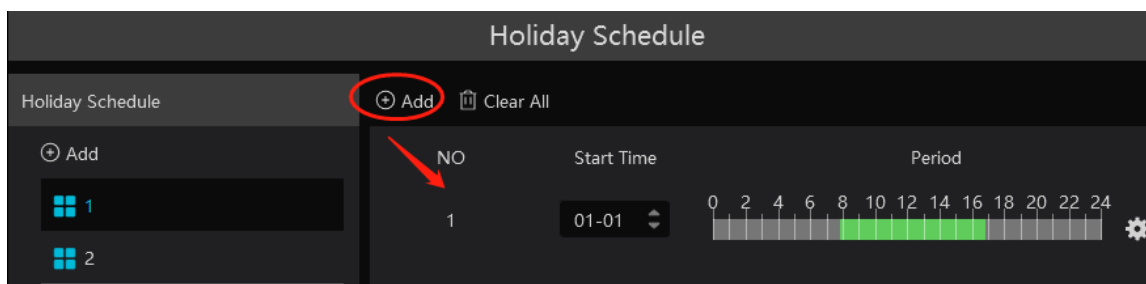 Holiday Schedule
Holiday Schedule
Add Clear All
Add
NO Start Time Period
1
0 2 4 6 8 10 12 14 16 18 20 22 24
1 01-01
2